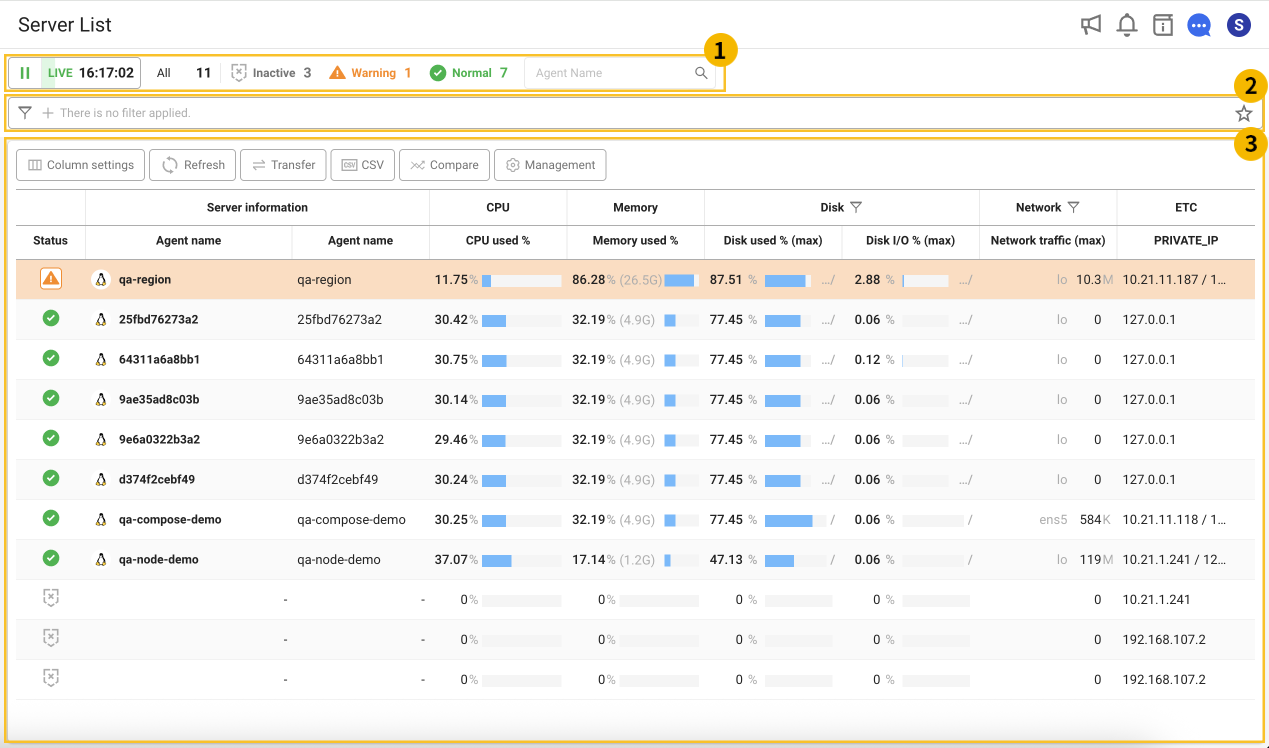 Server List
S
1
LIVE 16:17:02 All 11 Inactive 3 Warning 1 Normal 7 Agent Name
2
+ There is no filter applied.
3
Column settings Refresh Transfer CSV CSV Compare Management
Server information CPU Memory Disk Network ETC
Status Agent name Agent name CPU used % Memory used % Disk used % (max) Disk I/O % (max) Network traffic (max) PRIVATE_IP
qa-region qa-region 11.75% 86.28% (26.5G) 87.51 % .../ 2.88 % .../ lo 10.3M 10.21.11.187 / 1...
25fbd76273a2 25fbd76273a2 30.42% 32.19% (4.9G) 77.45 % .../ 0.06 % .../ lo 0 127.0.0.1
64311a6a8bb1 64311a6a8bb1 30.75% 32.19% (4.9G) 77.45 % .../ 0.12 % .../ lo 0 127.0.0.1
9ae35ad8c03b 9ae35ad8c03b 30.14% 32.19% (4.9G) 77.45 % .../ 0.06 % .../ lo 0 127.0.0.1
9e6a0322b3a2 9e6a0322b3a2 29.46% 32.19% (4.9G) 77.45 % .../ 0.06 % .../ lo 0 127.0.0.1
d374f2cebf49 d374f2cebf49 30.24% 32.19% (4.9G) 77.45 % .../ 0.06 % .../ lo 0 127.0.0.1
qa-compose-demo qa-compose-demo 30.25% 32.19% (4.9G) 77.45 % / 0.06 % / ens5 584K 10.21.11.118 / 1...
qa-node-demo qa-node-demo 37.07% 17.14% (1.2G) 47.13 % / 0.06 % / lo 119M 10.21.1.241 / 12...
- - 0% 0% 0 % 0 % 0 10.21.1.241
- - 0% 0% 0 % 0 % 0 192.168.107.2
- - 0% 0% 0 % 0 % 0 192.168.107.2